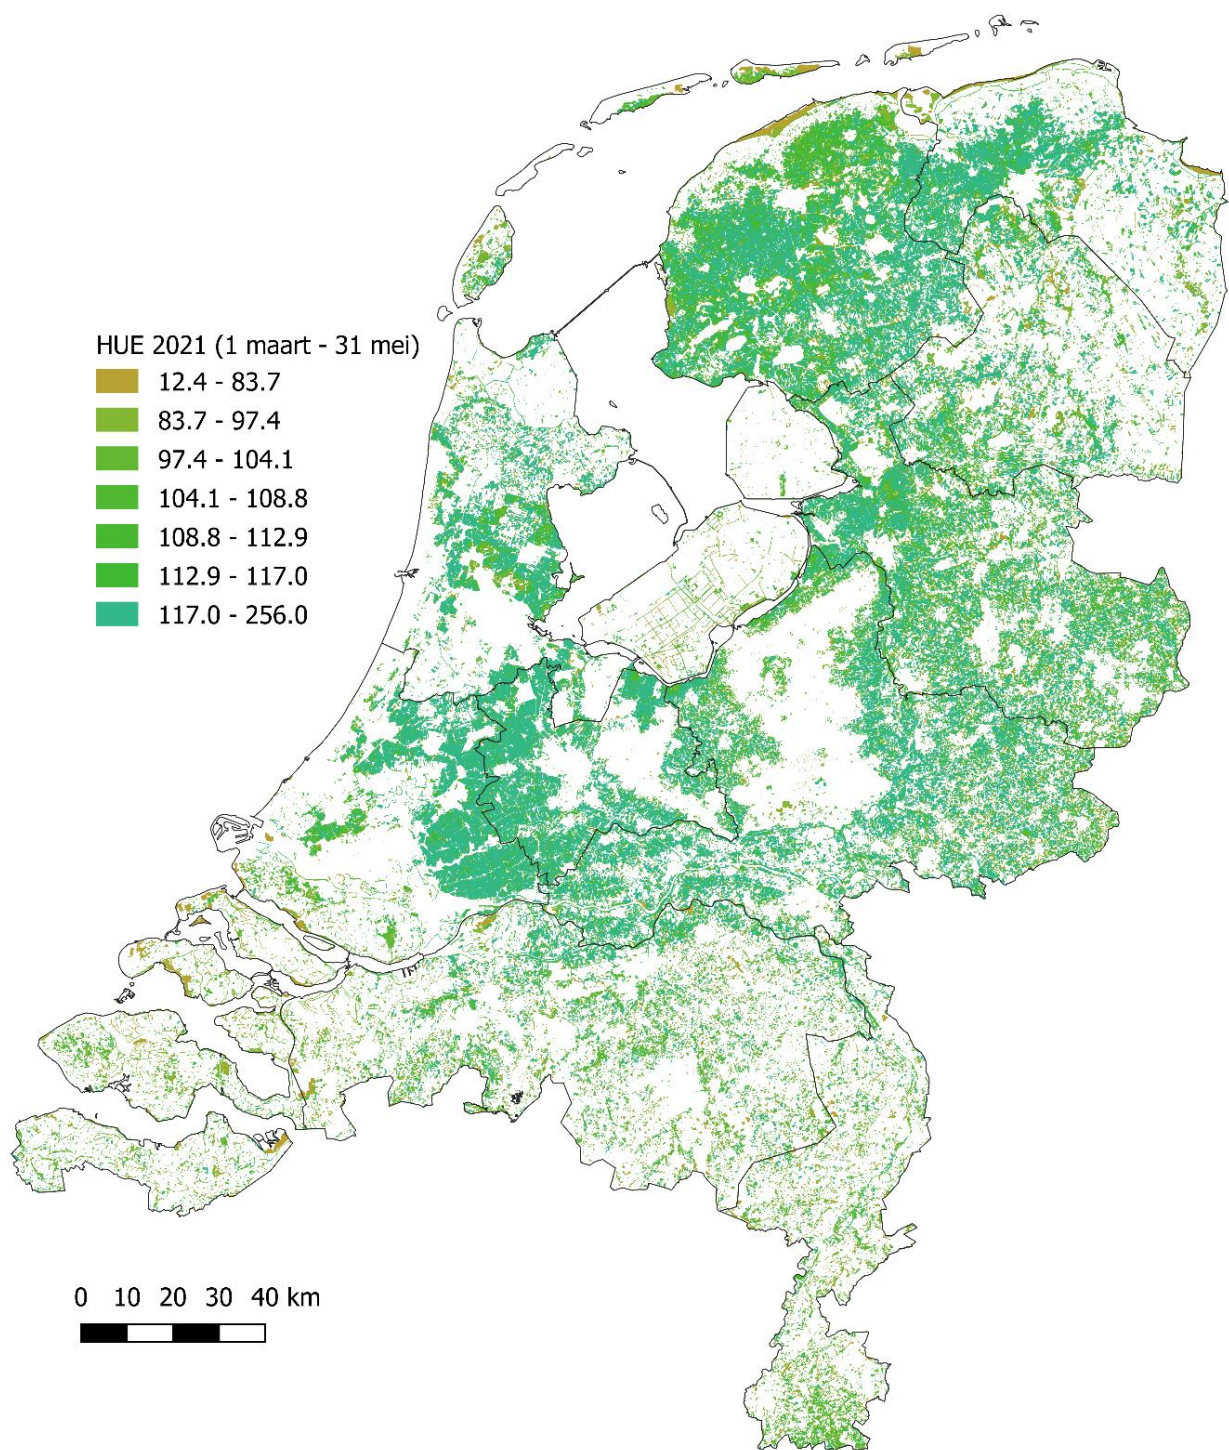 HUE 2021 (1 maart - 31 mei)
12.4 - 83.7
83.7 - 97.4
97.4 - 104.1
104.1 - 108.8
108.8 - 112.9
112.9 - 117.0
117.0 - 256.0
0 10 20 30 40 km